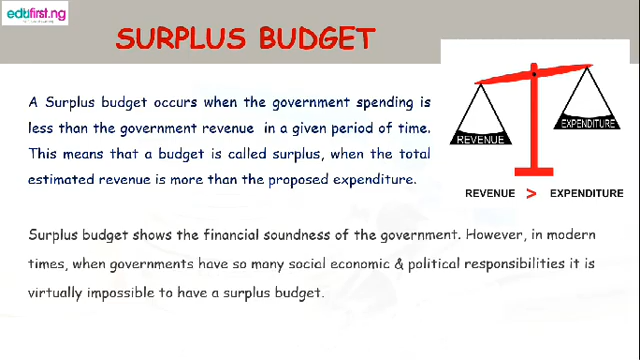 edufirst.ng
SURPLUS BUDGET
A Surplus budget occurs when the government spending is
less than the government revenue in a given period of time.
This means that a budget is called surplus, when the total
estimated revenue is more than the proposed expenditure.
REVENUE
EXPENDITURE
REVENUE > EXPENDITURE
Surplus budget shows the financial soundness of the government. However, in modern
times, when governments have so many social economic & political responsibilities it is
virtually impossible to have a surplus budget.